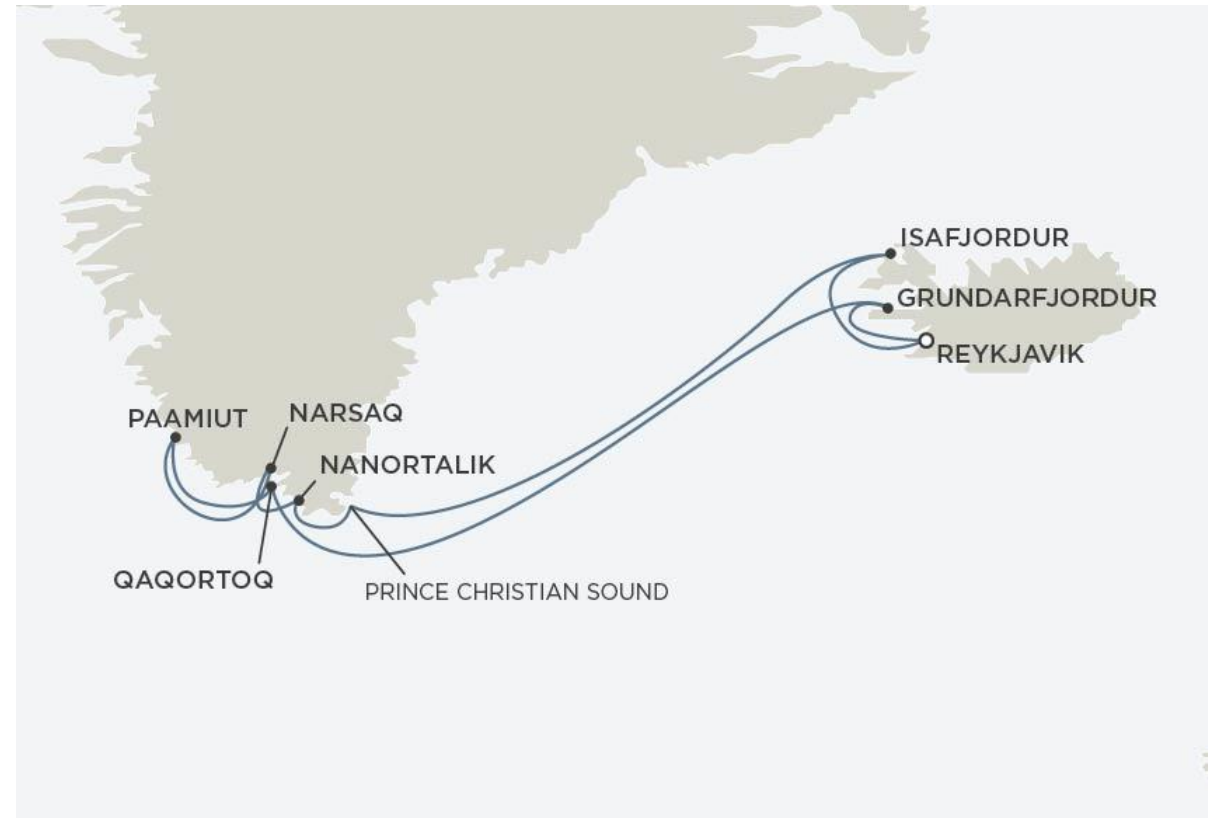 ISAFJORDUR
GRUNDARFJORDUR
REYKJAVIK
PAAMIUT
NARSAQ
NANORTALIK
QAQORTOQ
PRINCE CHRISTIAN SOUND